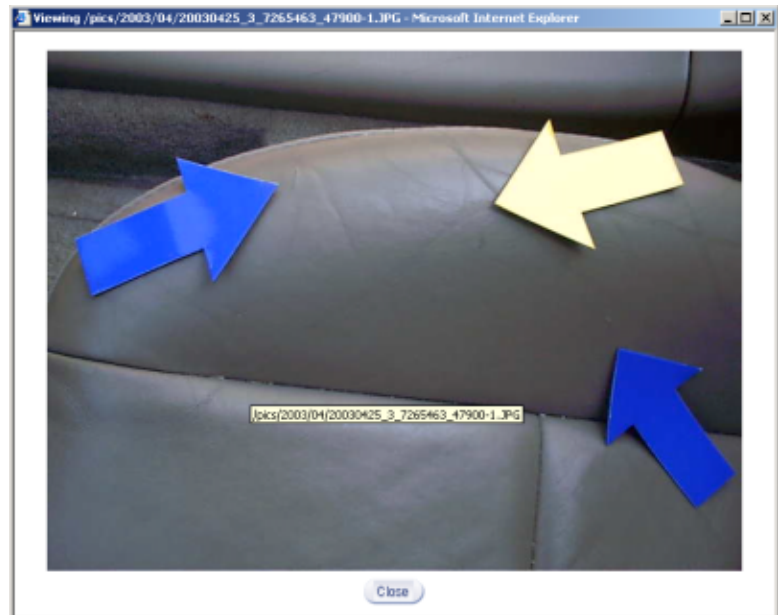 Viewing /pics/2003/04/20030425_3_7265463_47900-1.JPG - Microsoft Internet Explorer
/pics/2003/04/20030425_3_7265463_47900-1.JPG
Close